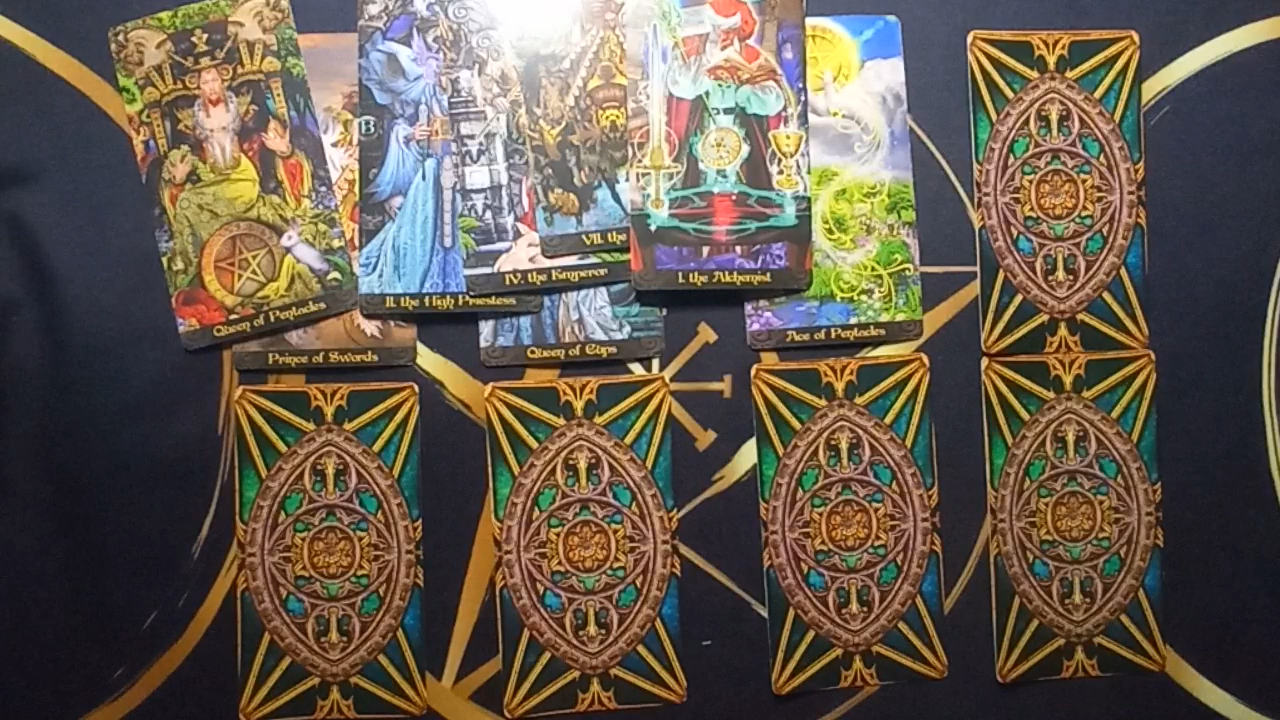 Queen of Pentacles
Prince of Swords
B
II. the High Priestess
IV. the Emperor
VII. the
Queen of Cups
I. the Alchemist
Ace of Pentacles